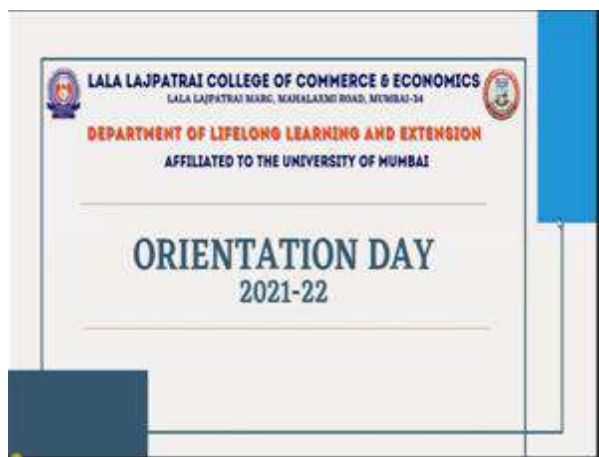 LALA LAJPATRAI COLLEGE OF COMMERCE & ECONOMICS
LALA LAJPATRAI MARG, MAHALAXMI ROAD, MUMBAI-34
DEPARTMENT OF LIFELONG LEARNING AND EXTENSION
AFFILIATED TO THE UNIVERSITY OF MUMBAI
ORIENTATION DAY
2021-22